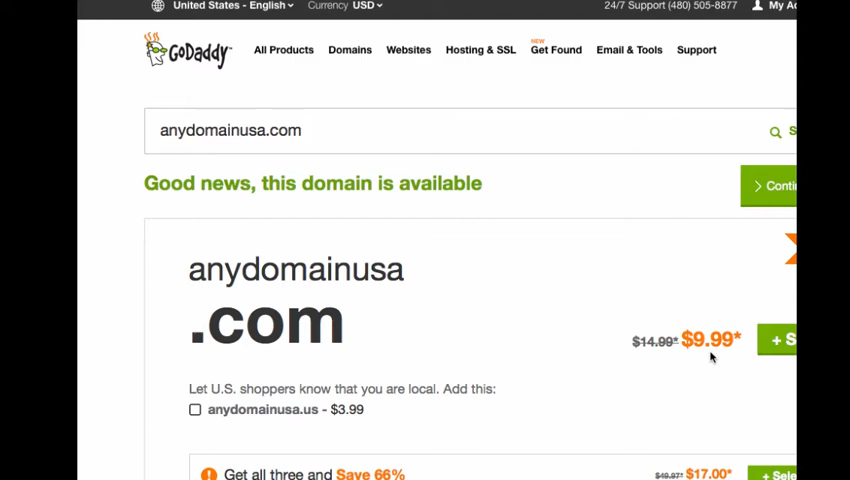 United States - English Currency USD 24/7 Support (480) 505-8877 My
GoDaddy All Products Domains Websites Hosting & SSL NEW Get Found Email & Tools Support
anydomainusa.com
Good news, this domain is available
anydomainusa
.com
$14.99* $9.99*
Let U.S. shoppers know that you are local. Add this:
anydomainusa.us - $3.99
Get all three and Save 66% $17.00*